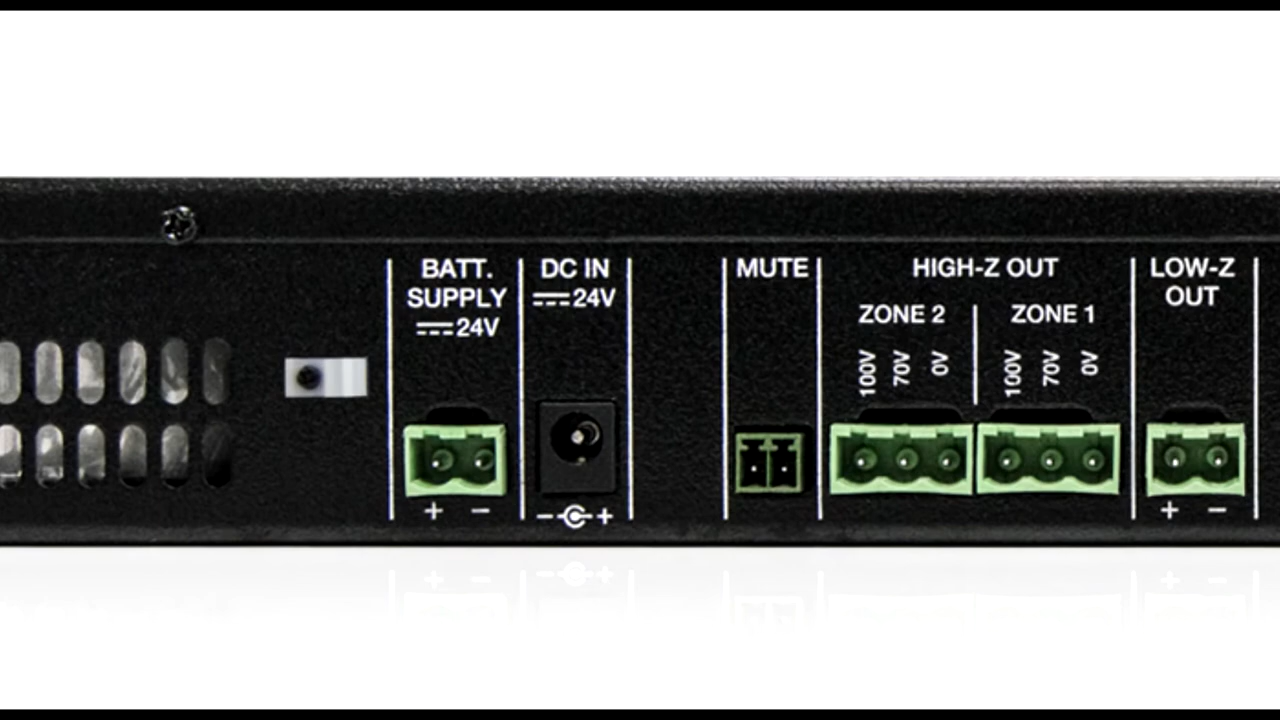 BATT.
SUPPLY
⎓24V
+ −
DC IN
⎓24V
− +
MUTE
HIGH-Z OUT
ZONE 2
100V 70V 0V
ZONE 1
100V 70V 0V
LOW-Z
OUT
+ −